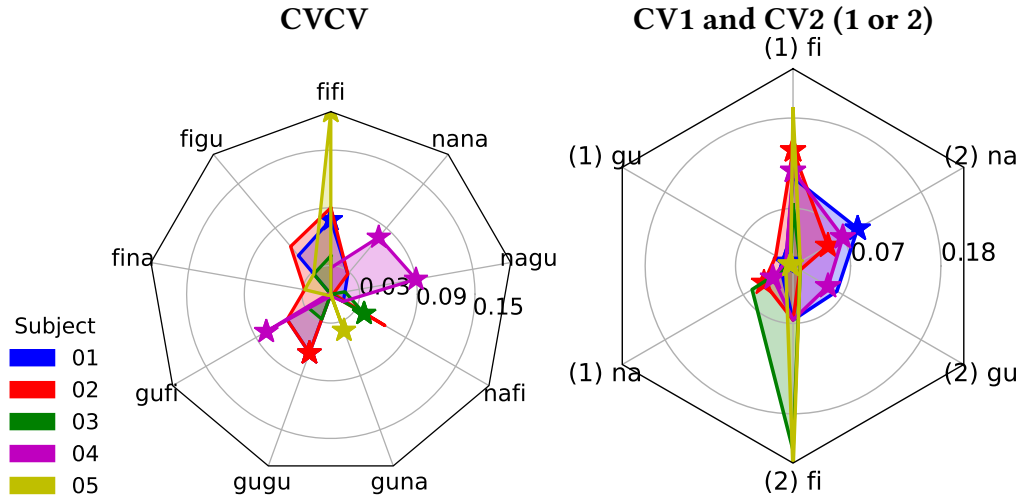 CVCV
CV1 and CV2 (1 or 2)
fifi
nana
nagu
nafi
guna
gugu
gufi
fina
figu
0.03
0.09
0.15
(1) fi
(2) na
(2) gu
(2) fi
(1) na
(1) gu
0.07
0.18
Subject
01
02
03
04
05